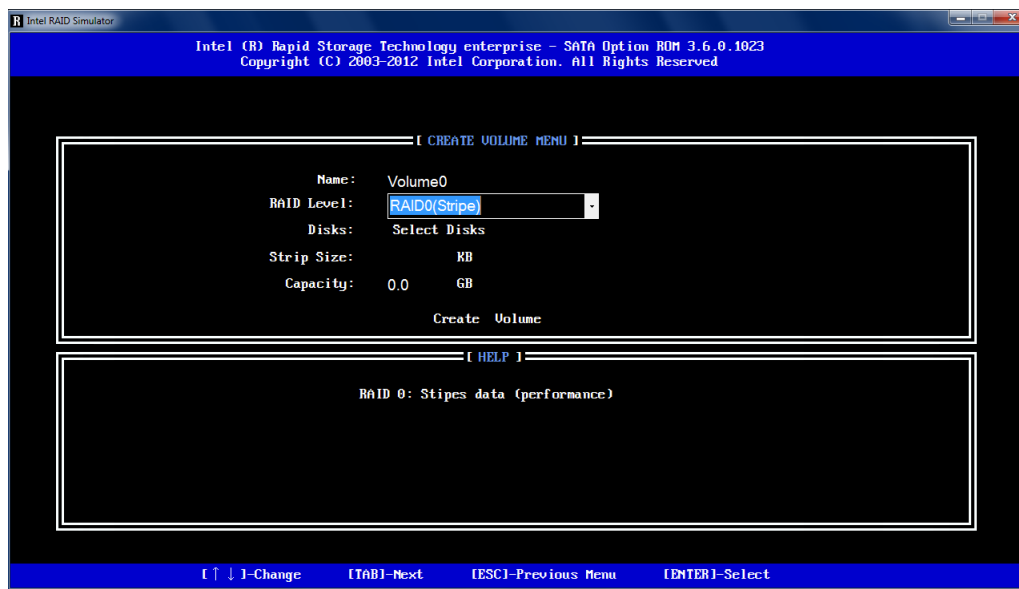 Intel RAID Simulator
Intel (R) Rapid Storage Technology enterprise - SATA Option ROM 3.6.0.1023
Copyright (C) 2003-2012 Intel Corporation. All Rights Reserved
[ CREATE VOLUME MENU ]
Name: Volume0
RAID Level: RAID0(Stripe)
Disks: Select Disks
Strip Size: KB
Capacity: 0.0 GB
Create Volume
[ HELP ]
RAID 0: Stipes data (performance)
[↑↓]-Change [TAB]-Next [ESC]-Previous Menu [ENTER]-Select